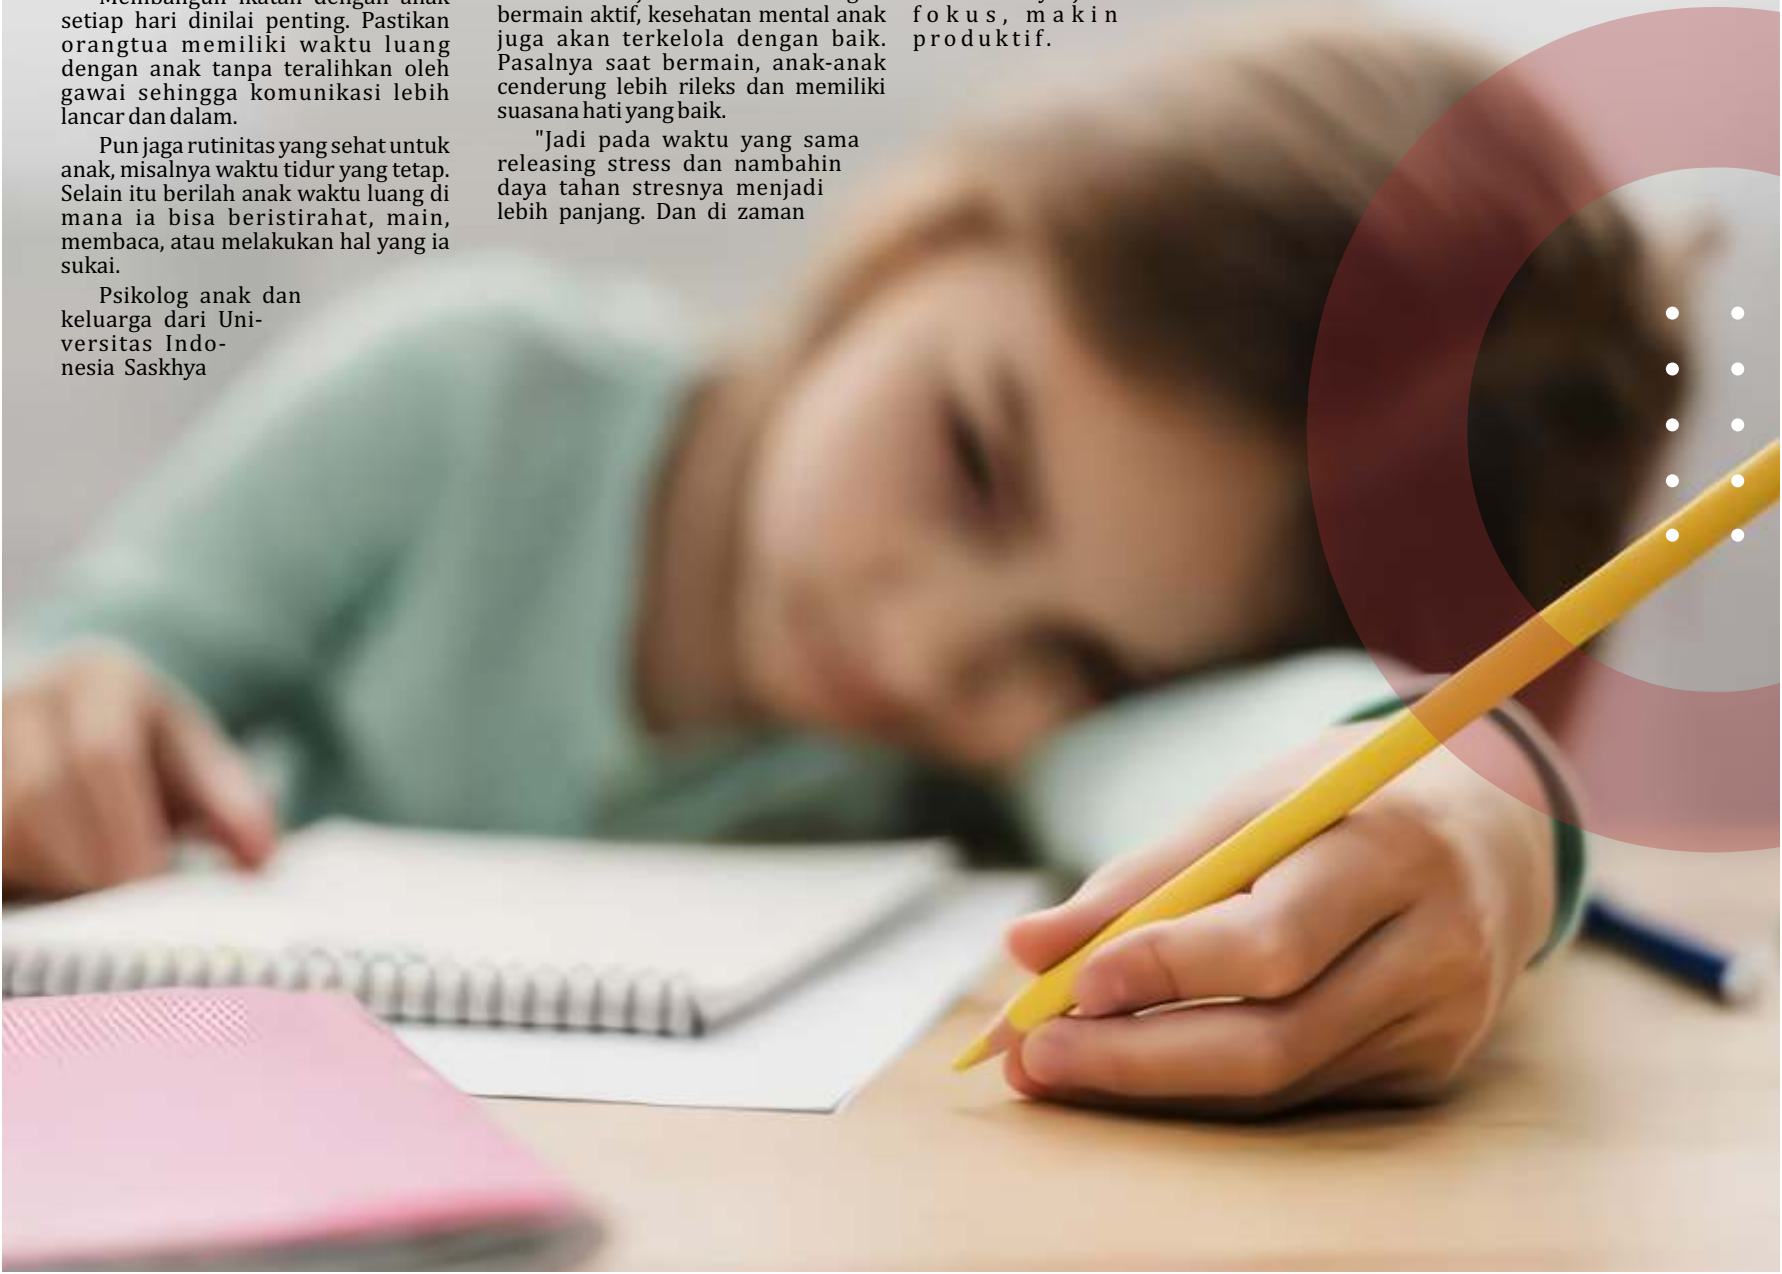 Membangun ikatan dengan anak
setiap hari dinilai penting. Pastikan
orangtua memiliki waktu luang
dengan anak tanpa teralihkan oleh
gawai sehingga komunikasi lebih
lancar dan dalam.
Pun jaga rutinitas yang sehat untuk
anak, misalnya waktu tidur yang tetap.
Selain itu berilah anak waktu luang di
mana ia bisa beristirahat, main,
membaca, atau melakukan hal yang ia
sukai.
Psikolog anak dan
keluarga dari Uni-
versitas Indo-
nesia Saskhya
bermain aktif, kesehatan mental anak
juga akan terkelola dengan baik.
Pasalnya saat bermain, anak-anak
cenderung lebih rileks dan memiliki
suasana hati yang baik.
"Jadi pada waktu yang sama
releasing stress dan nambahin
daya tahan stresnya menjadi
lebih panjang. Dan di zaman
fokus, makin
produktif.